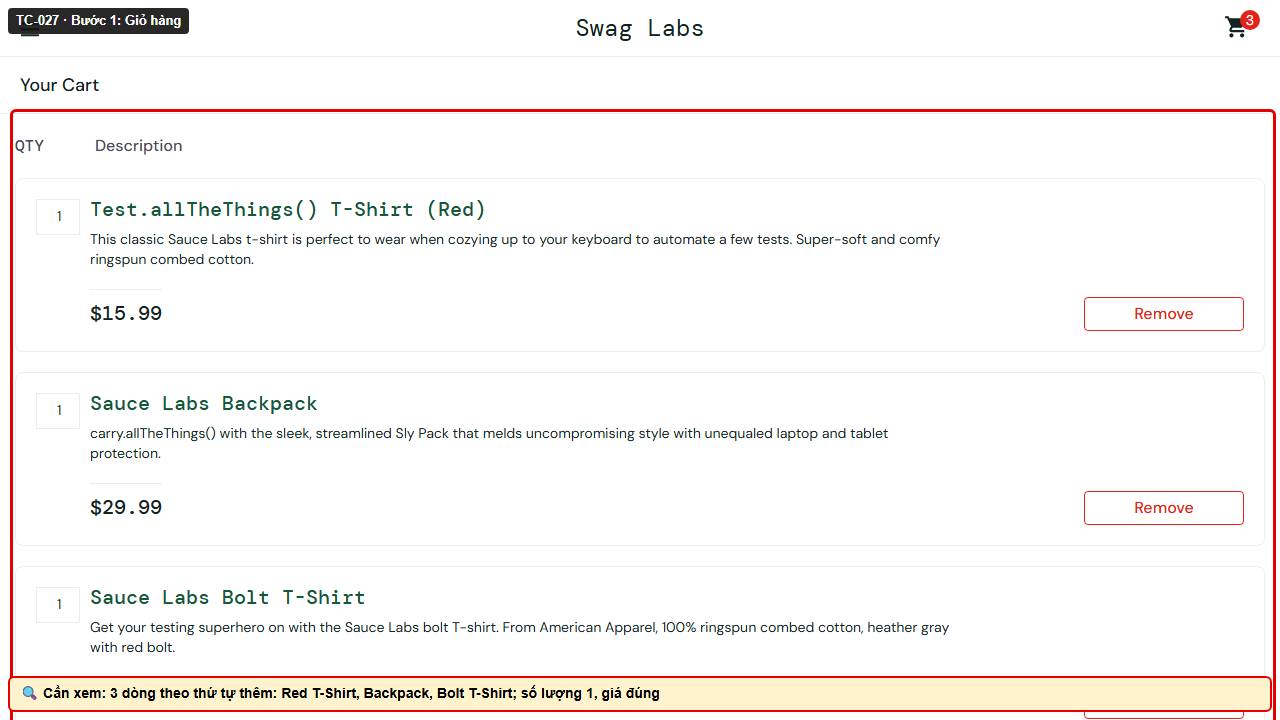 TC-027 · Bước 1: Giỏ hàng
Swag Labs
3
Your Cart
QTY
Description
1
Test.allTheThings() T-Shirt (Red)
This classic Sauce Labs t-shirt is perfect to wear when cozying up to your keyboard to automate a few tests. Super-soft and comfy
ringspun combed cotton.
$15.99
Remove
1
Sauce Labs Backpack
carry.allTheThings() with the sleek, streamlined Sly Pack that melds uncompromising style with unequaled laptop and tablet
protection.
$29.99
Remove
1
Sauce Labs Bolt T-Shirt
Get your testing superhero on with the Sauce Labs bolt T-shirt. From American Apparel, 100% ringspun combed cotton, heather gray
with red bolt.
🔍 Cần xem: 3 dòng theo thứ tự thêm: Red T-Shirt, Backpack, Bolt T-Shirt; số lượng 1, giá đúng